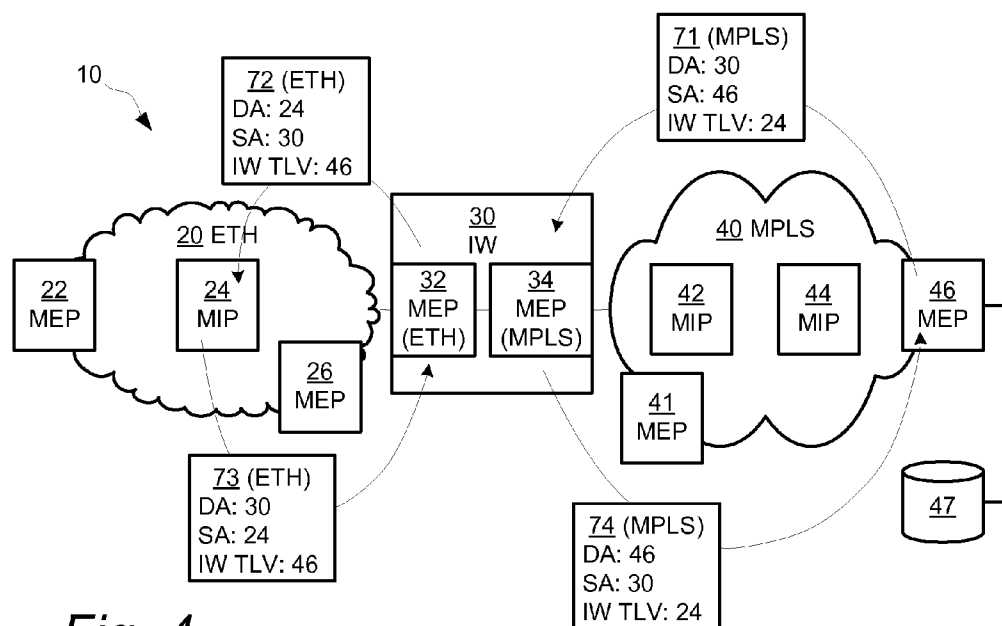 71 (MPLS)
DA: 30
SA: 46
IW TLV: 24
72 (ETH)
DA: 24
SA: 30
IW TLV: 46
10
20 ETH
30
IW
40 MPLS
22
MEP
24
MIP
32
MEP
(ETH)
34
MEP
(MPLS)
42
MIP
44
MIP
46
MEP
26
MEP
41
MEP
73 (ETH)
DA: 30
SA: 24
IW TLV: 46
47
74 (MPLS)
DA: 46
SA: 30
IW TLV: 24